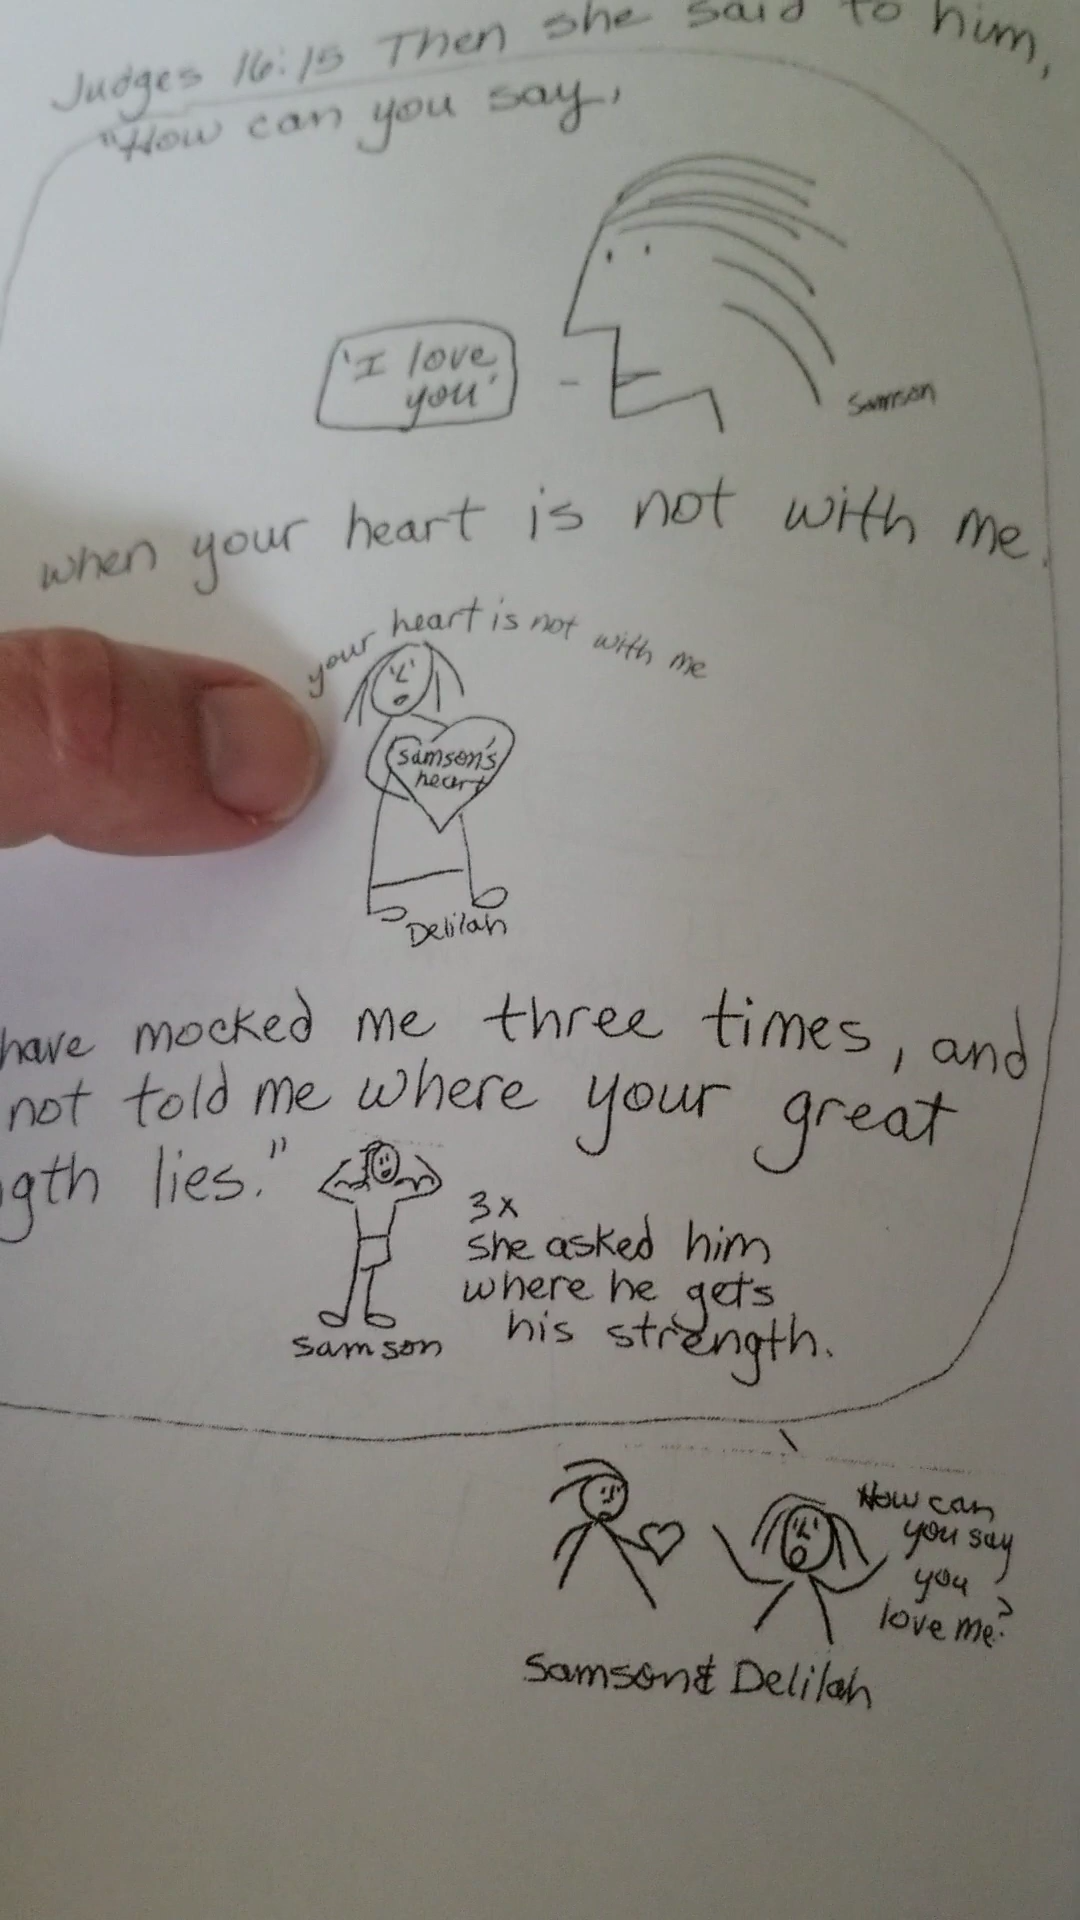 Judges 16:15 Then she said to him,
"How can you say,
'I love
you'
Samson
when your heart is not with me.
your heart is not with me
Samson's
heart
Delilah
have mocked me three times, and
not told me where your great
gth lies."
3x
she asked him
where he gets
his strength.
Samson
How can
you say
you
love me?
Samson & Delilah